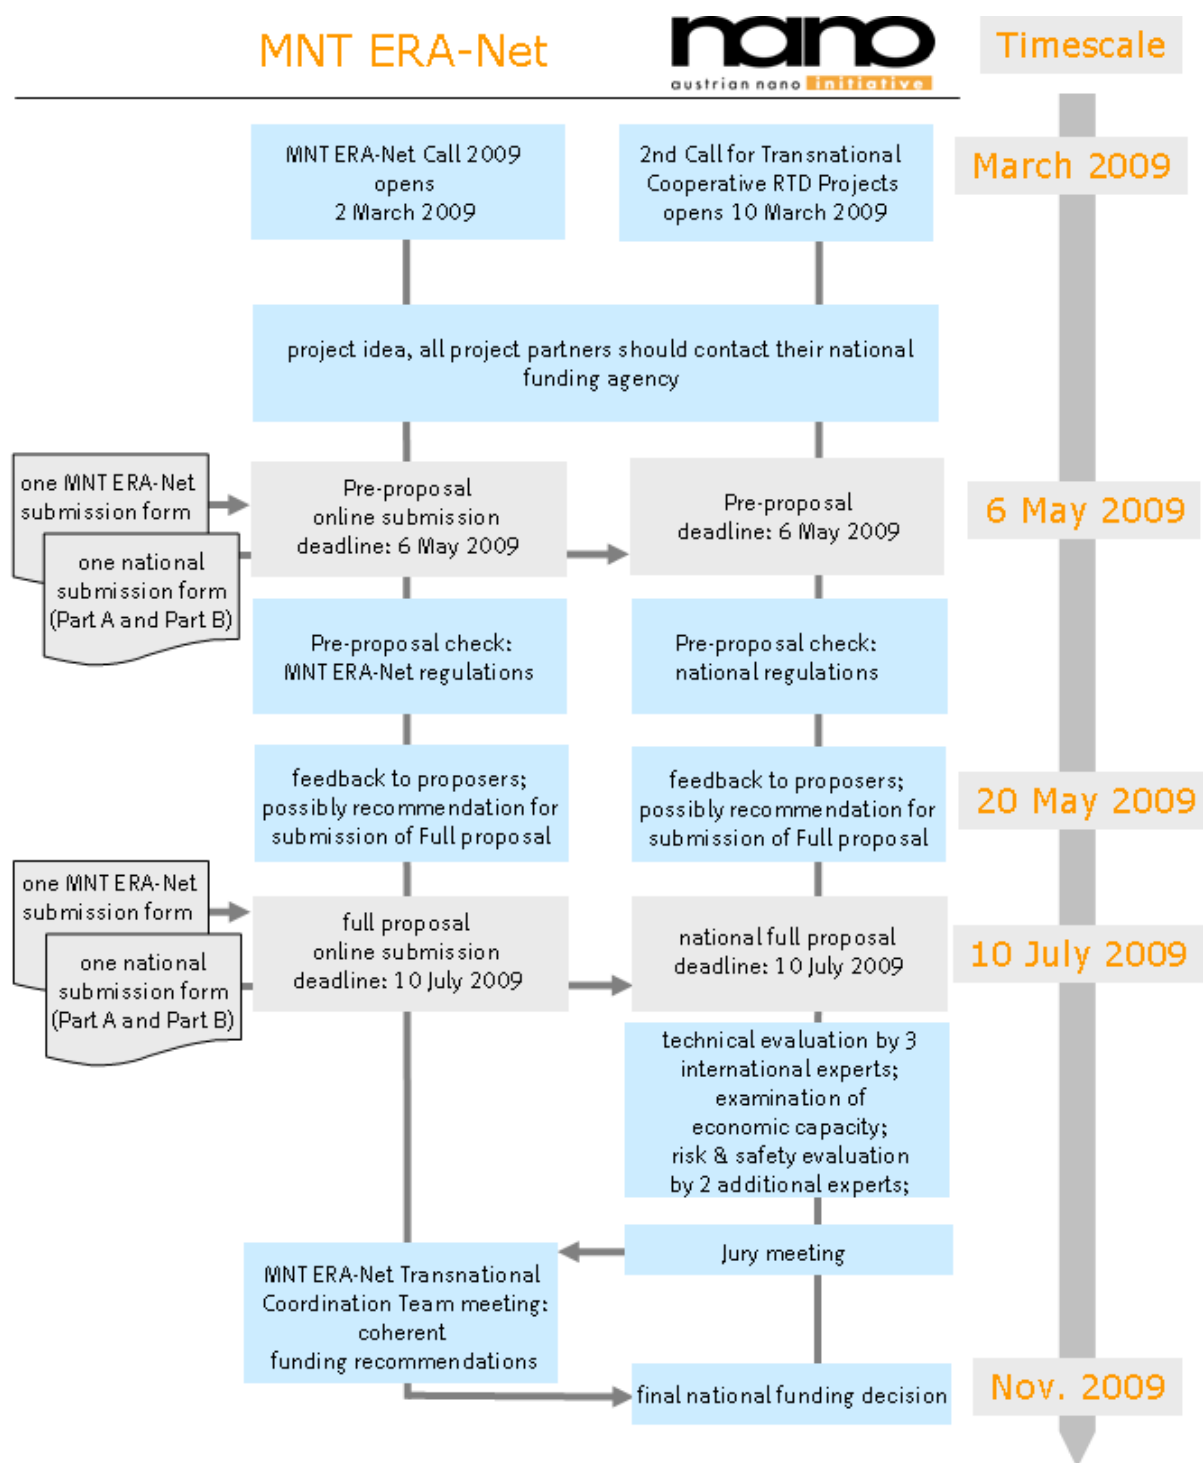 MNT ERA-Net
nano
austrian nano initiative
Timescale
MNT ERA-Net Call 2009
opens
2 March 2009
2nd Call for Transnational
Cooperative RTD Projects
opens 10 March 2009
March 2009
project idea, all project partners should contact their national
funding agency
one MNT ERA-Net
submission form
one national
submission form
(Part A and Part B)
Pre-proposal
online submission
deadline: 6 May 2009
Pre-proposal
deadline: 6 May 2009
6 May 2009
Pre-proposal check:
MNT ERA-Net regulations
Pre-proposal check:
national regulations
feedback to proposers;
possibly recommendation for
submission of Full proposal
feedback to proposers;
possibly recommendation for
submission of Full proposal
20 May 2009
one MNT ERA-Net
submission form
one national
submission form
(Part A and Part B)
full proposal
online submission
deadline: 10 July 2009
national full proposal
deadline: 10 July 2009
10 July 2009
technical evaluation by 3
international experts;
examination of
economic capacity;
risk & safety evaluation
by 2 additional experts;
Jury meeting
MNT ERA-Net Transnational
Coordination Team meeting:
coherent
funding recommendations
final national funding decision
Nov. 2009